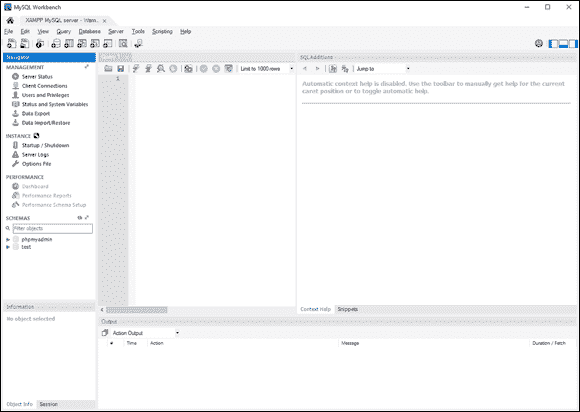 MySQL Workbench
XAMPP MySQL server - Warn...
File Edit View Query Database Server Tools Scripting Help
Navigator
MANAGEMENT
Server Status
Client Connections
Users and Privileges
Status and System Variables
Data Export
Data Import/Restore
INSTANCE
Startup / Shutdown
Server Logs
Options File
PERFORMANCE
Dashboard
Performance Reports
Performance Schema Setup
SCHEMAS
Filter objects
phpmyadmin
test
Information
No object selected
Object Info Session
Limit to 1000 rows
1
SQLAdditions
Jump to
Automatic context help is disabled. Use the toolbar to manually get help for the current
caret position or to toggle automatic help.
Context Help Snippets
Output
Action Output
# Time Action Message Duration / Fetch